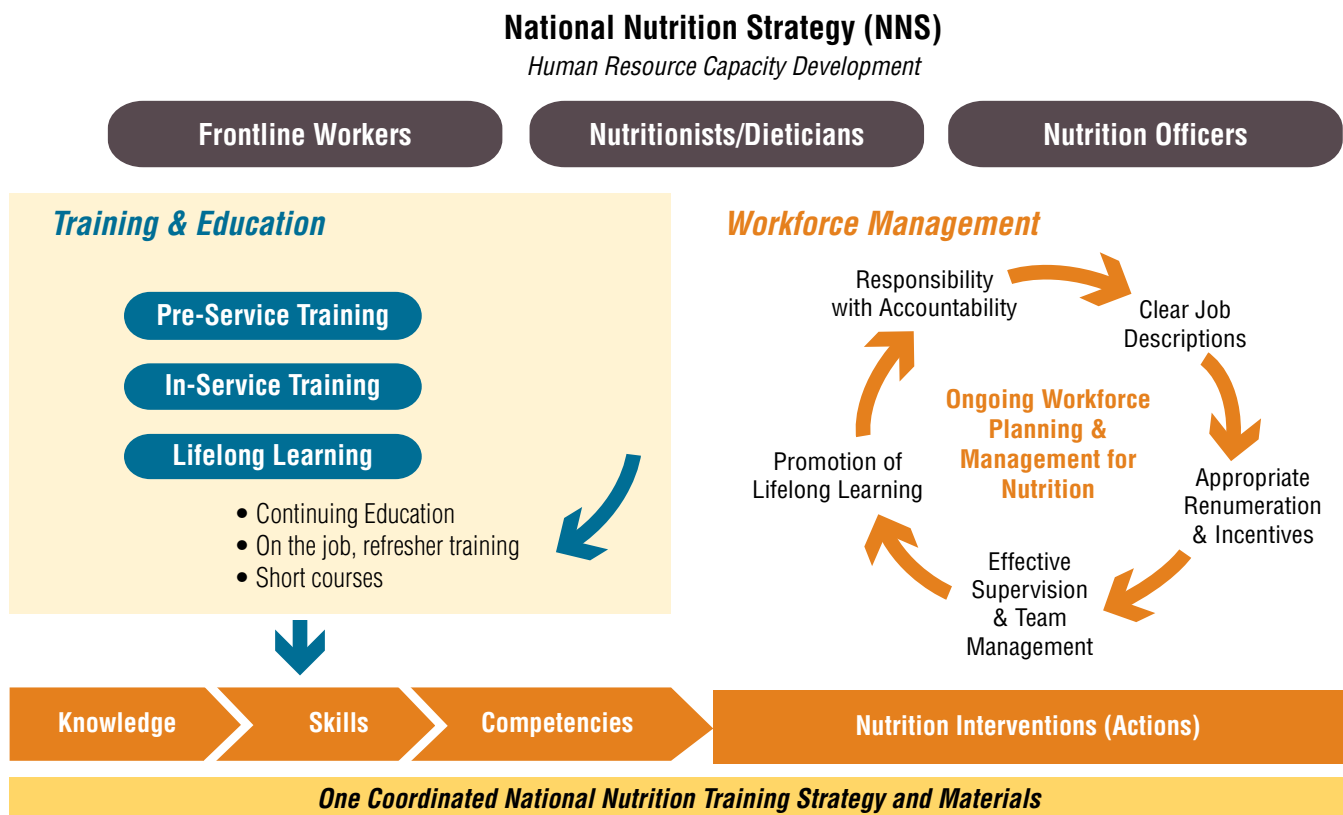 National Nutrition Strategy (NNS)
Human Resource Capacity Development
Frontline Workers
Nutritionists/Dieticians
Nutrition Officers
Training & Education
Pre-Service Training
In-Service Training
Lifelong Learning
• Continuing Education
• On the job, refresher training
• Short courses
Workforce Management
Responsibility
with Accountability
Clear Job
Descriptions
Appropriate
Renumeration
& Incentives
Effective
Supervision
& Team
Management
Promotion of
Lifelong Learning
Ongoing Workforce
Planning &
Management for
Nutrition
Knowledge
Skills
Competencies
Nutrition Interventions (Actions)
One Coordinated National Nutrition Training Strategy and Materials